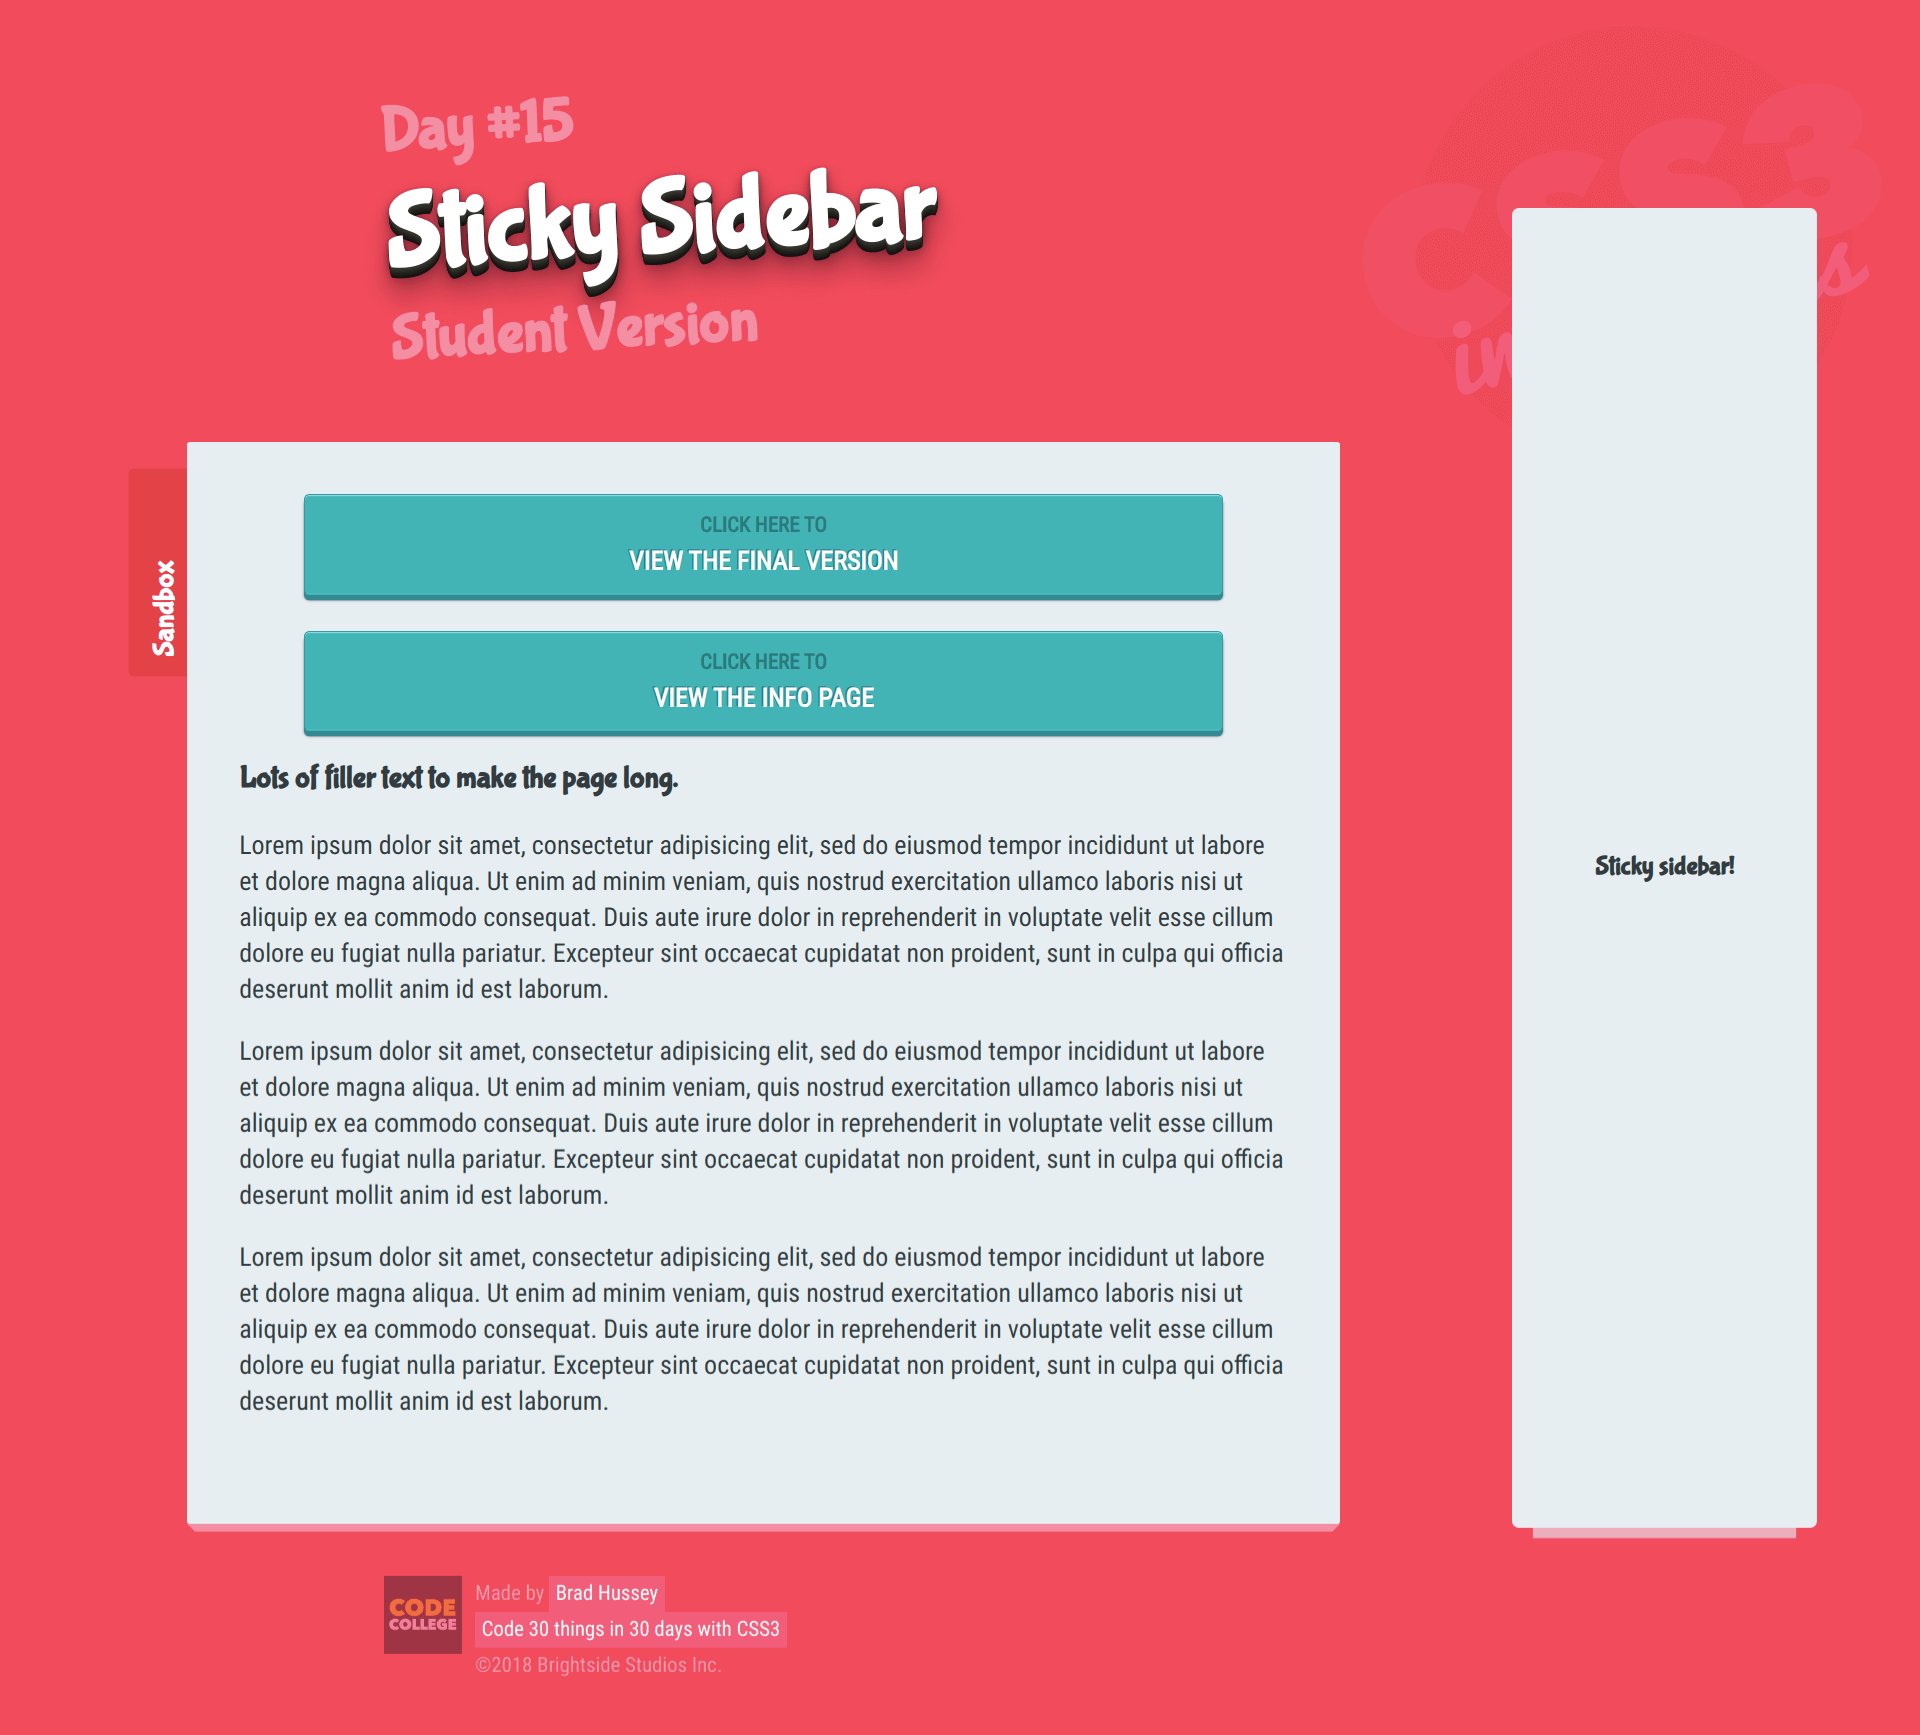 Day #15
Sticky Sidebar
Student Version
CSS3
Sandbox
CLICK HERE TO
VIEW THE FINAL VERSION
CLICK HERE TO
VIEW THE INFO PAGE
Lots of filler text to make the page long.
Lorem ipsum dolor sit amet, consectetur adipisicing elit, sed do eiusmod tempor incididunt ut labore
et dolore magna aliqua. Ut enim ad minim veniam, quis nostrud exercitation ullamco laboris nisi ut
aliquip ex ea commodo consequat. Duis aute irure dolor in reprehenderit in voluptate velit esse cillum
dolore eu fugiat nulla pariatur. Excepteur sint occaecat cupidatat non proident, sunt in culpa qui officia
deserunt mollit anim id est laborum.
Lorem ipsum dolor sit amet, consectetur adipisicing elit, sed do eiusmod tempor incididunt ut labore
et dolore magna aliqua. Ut enim ad minim veniam, quis nostrud exercitation ullamco laboris nisi ut
aliquip ex ea commodo consequat. Duis aute irure dolor in reprehenderit in voluptate velit esse cillum
dolore eu fugiat nulla pariatur. Excepteur sint occaecat cupidatat non proident, sunt in culpa qui officia
deserunt mollit anim id est laborum.
Lorem ipsum dolor sit amet, consectetur adipisicing elit, sed do eiusmod tempor incididunt ut labore
et dolore magna aliqua. Ut enim ad minim veniam, quis nostrud exercitation ullamco laboris nisi ut
aliquip ex ea commodo consequat. Duis aute irure dolor in reprehenderit in voluptate velit esse cillum
dolore eu fugiat nulla pariatur. Excepteur sint occaecat cupidatat non proident, sunt in culpa qui officia
deserunt mollit anim id est laborum.
Sticky sidebar!
CODE
COLLEGE
Made by Brad Hussey
Code 30 things in 30 days with CSS3
©2018 Brightside Studios Inc.